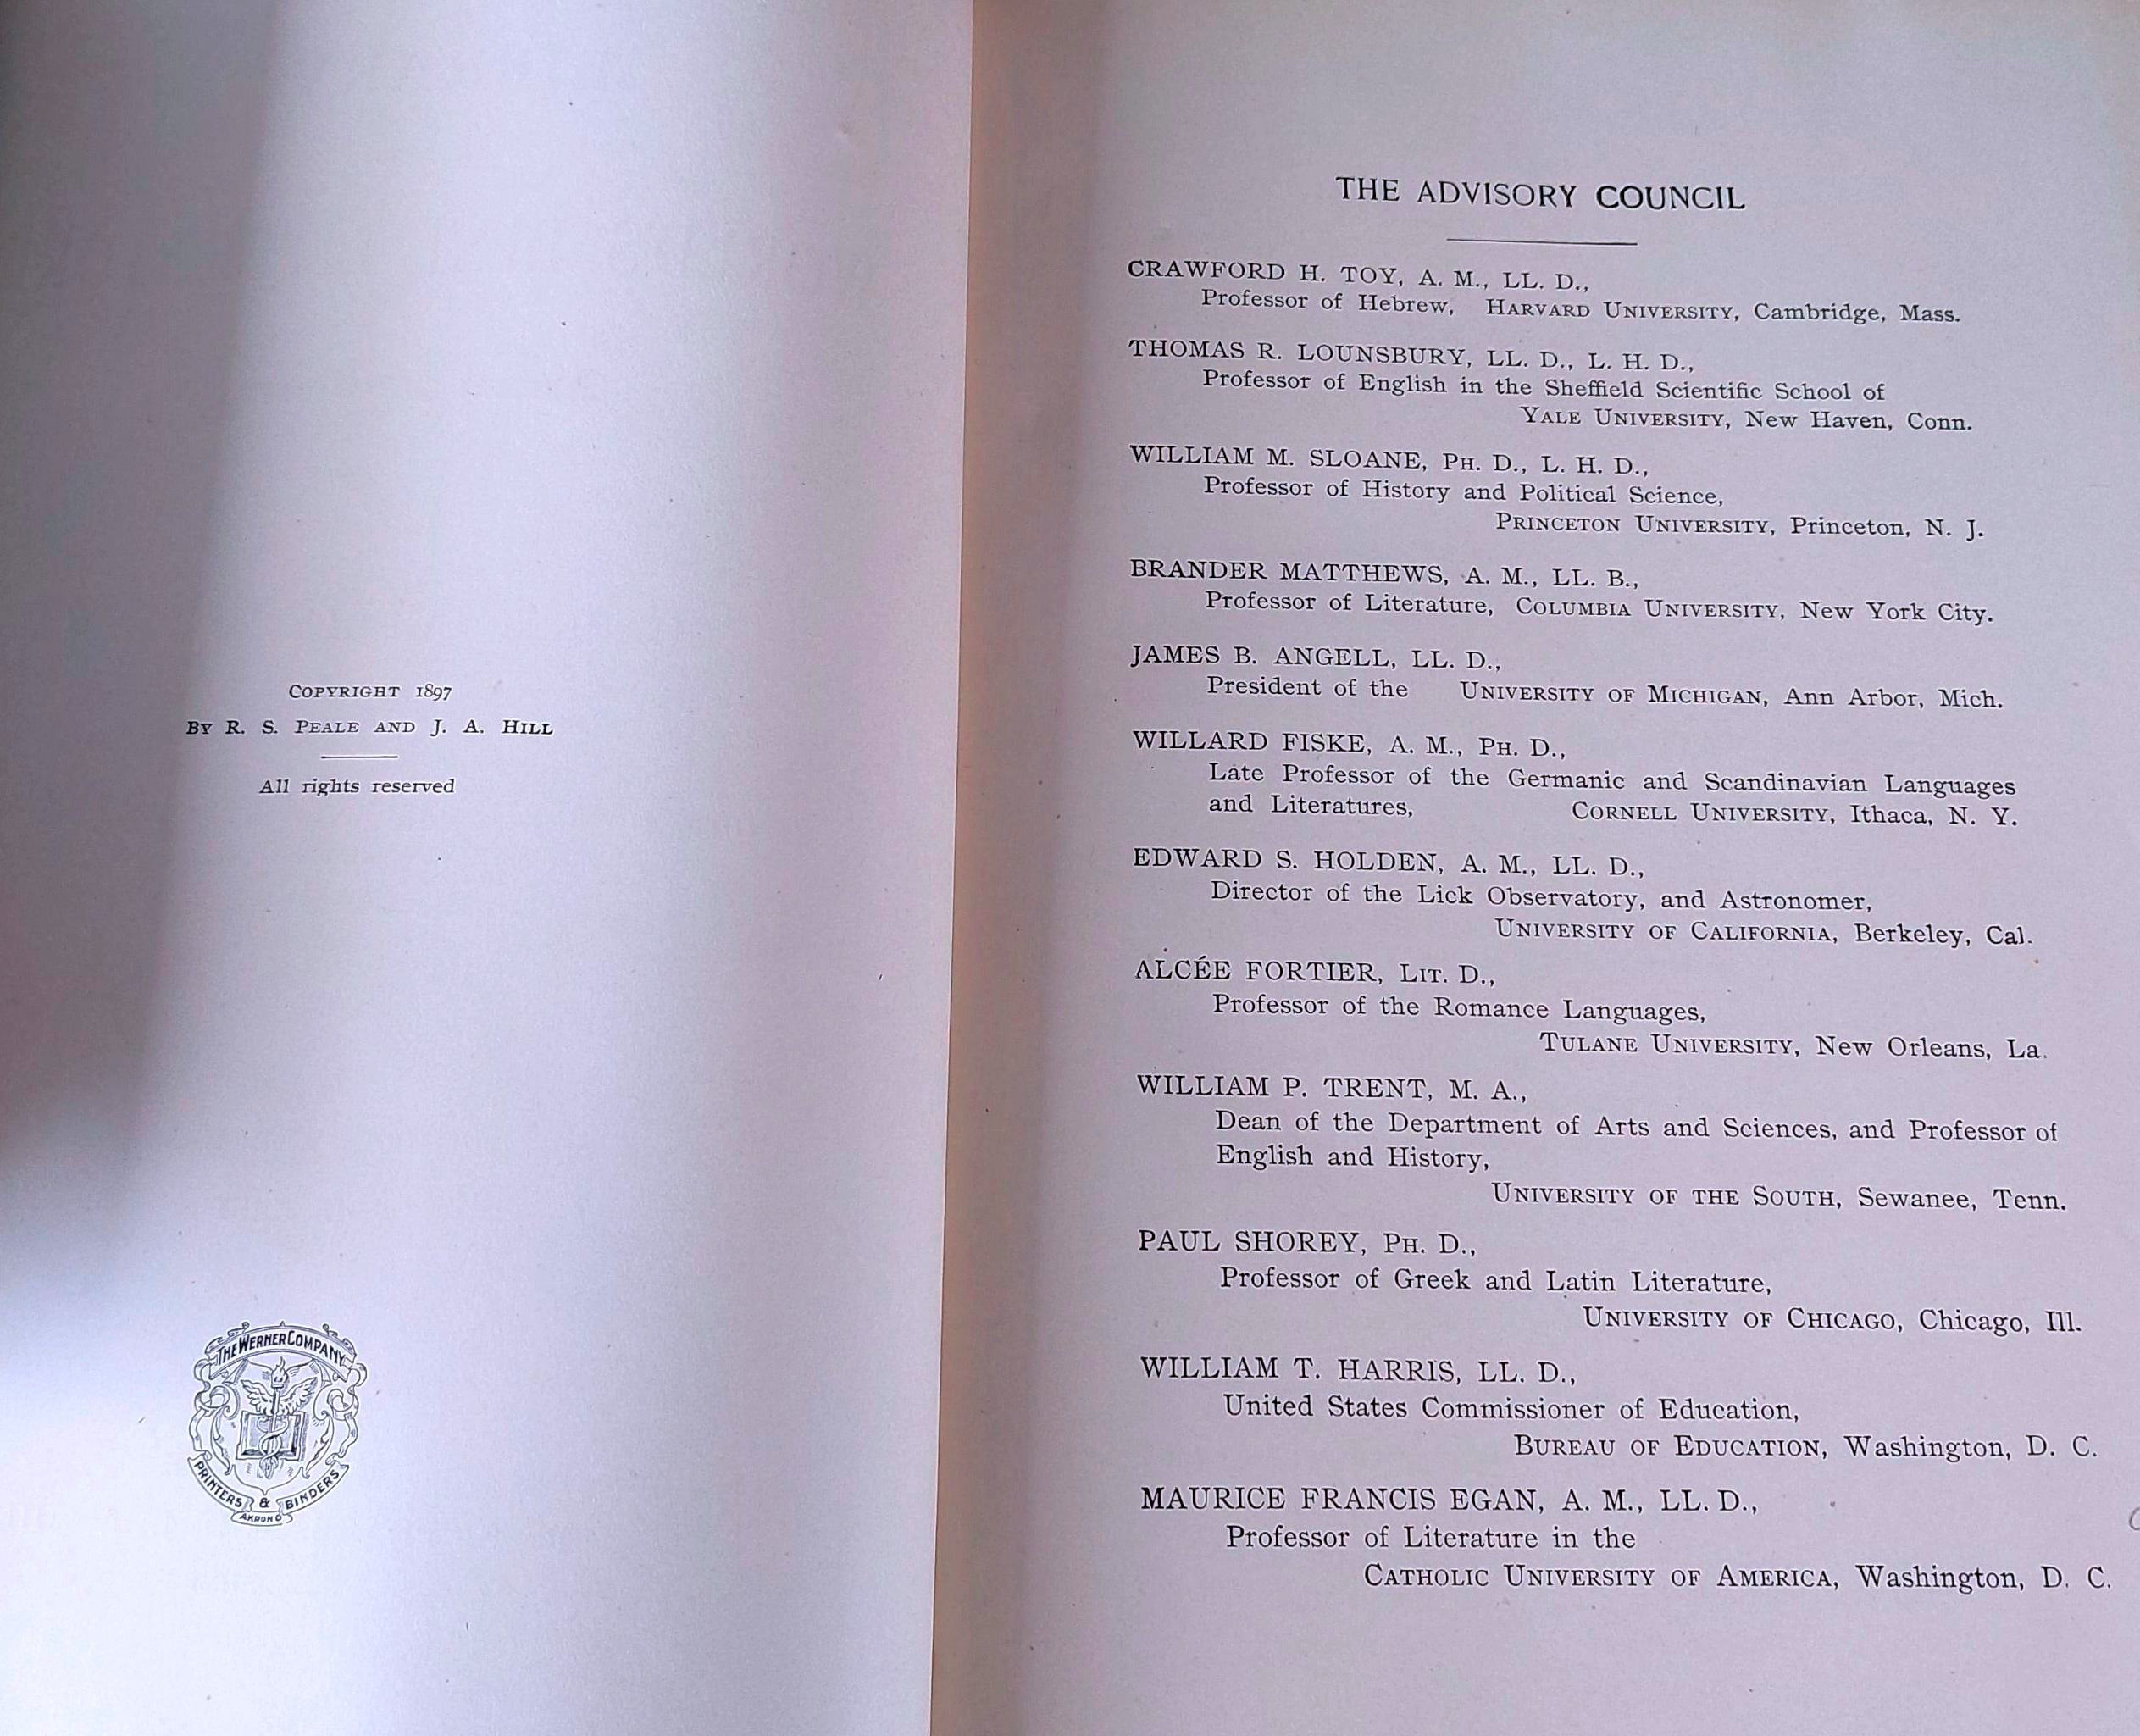 COPYRIGHT 1897
BY R. S. PEALE AND J. A. HILL
All rights reserved
THE WERNER COMPANY
PRINTERS & BINDERS
AKRON O
THE ADVISORY COUNCIL
CRAWFORD H. TOY, A. M., LL. D.,
Professor of Hebrew, HARVARD UNIVERSITY, Cambridge, Mass.
THOMAS R. LOUNSBURY, LL. D., L. H. D.,
Professor of English in the Sheffield Scientific School of
YALE UNIVERSITY, New Haven, Conn.
WILLIAM M. SLOANE, PH. D., L. H. D.,
Professor of History and Political Science,
PRINCETON UNIVERSITY, Princeton, N. J.
BRANDER MATTHEWS, A. M., LL. B.,
Professor of Literature, COLUMBIA UNIVERSITY, New York City.
JAMES B. ANGELL, LL. D.,
President of the UNIVERSITY OF MICHIGAN, Ann Arbor, Mich.
WILLARD FISKE, A. M., PH. D.,
Late Professor of the Germanic and Scandinavian Languages
and Literatures, CORNELL UNIVERSITY, Ithaca, N. Y.
EDWARD S. HOLDEN, A. M., LL. D.,
Director of the Lick Observatory, and Astronomer,
UNIVERSITY OF CALIFORNIA, Berkeley, Cal.
ALCÉE FORTIER, LIT. D.,
Professor of the Romance Languages,
TULANE UNIVERSITY, New Orleans, La.
WILLIAM P. TRENT, M. A.,
Dean of the Department of Arts and Sciences, and Professor of
English and History,
UNIVERSITY OF THE SOUTH, Sewanee, Tenn.
PAUL SHOREY, PH. D.,
Professor of Greek and Latin Literature,
UNIVERSITY OF CHICAGO, Chicago, Ill.
WILLIAM T. HARRIS, LL. D.,
United States Commissioner of Education,
BUREAU OF EDUCATION, Washington, D. C.
MAURICE FRANCIS EGAN, A. M., LL. D.,
Professor of Literature in the
CATHOLIC UNIVERSITY OF AMERICA, Washington, D. C.